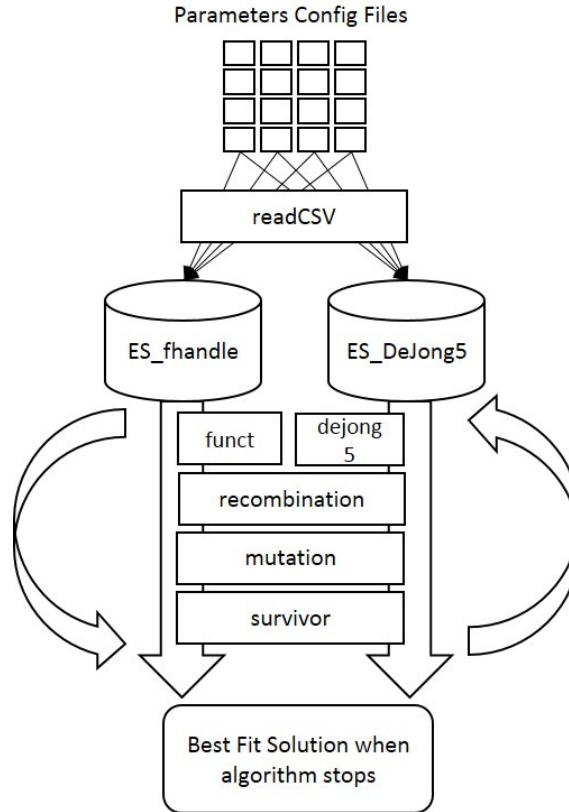 Parameters Config Files
readCSV
ES_fhandle
ES_DeJong5
funct
dejong
5
recombination
mutation
survivor
Best Fit Solution when
algorithm stops